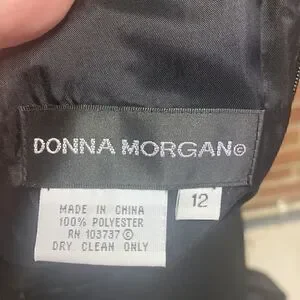 DONNA MORGAN©
12
MADE IN CHINA
100% POLYESTER
RN 103737 ©
DRY CLEAN ONLY